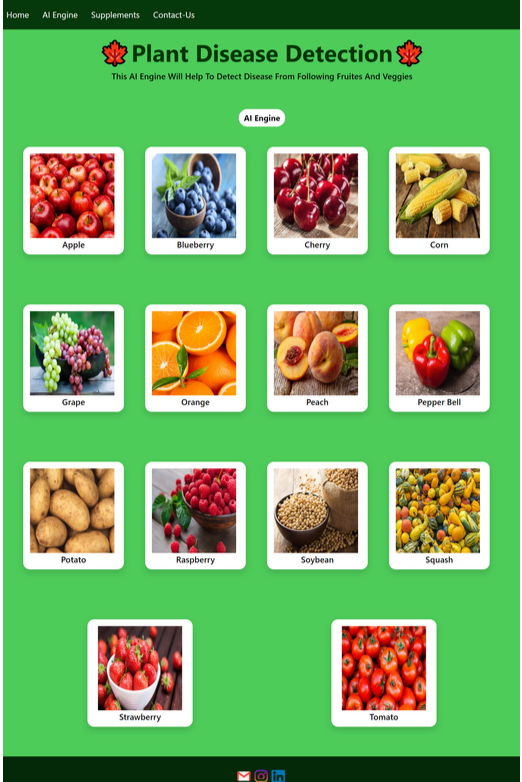 Home AI Engine Supplements Contact-Us
Plant Disease Detection
This AI Engine Will Help To Detect Disease From Following Fruites And Veggies
AI Engine
Apple Blueberry Cherry Corn
Grape Orange Peach Pepper Bell
Potato Raspberry Soybean Squash
Strawberry Tomato